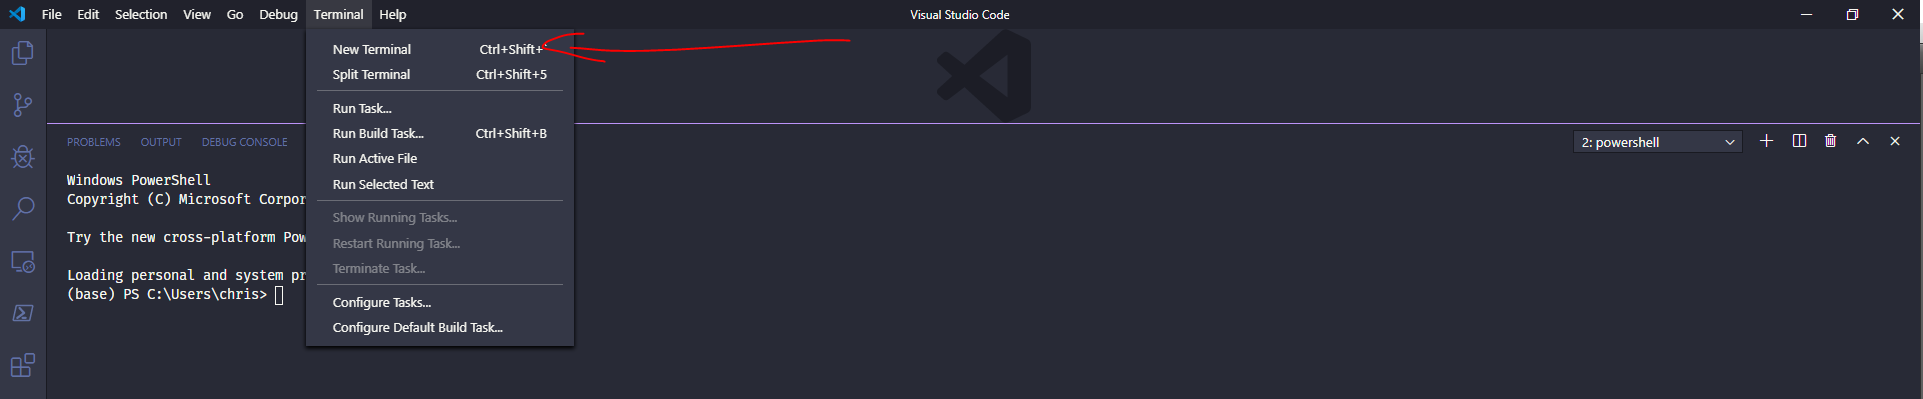 File Edit Selection View Go Debug Terminal Help Visual Studio Code
New Terminal Ctrl+Shift+`
Split Terminal Ctrl+Shift+5
Run Task...
Run Build Task... Ctrl+Shift+B
Run Active File
Run Selected Text
Show Running Tasks...
Restart Running Task...
Terminate Task...
Configure Tasks...
Configure Default Build Task...
PROBLEMS OUTPUT DEBUG CONSOLE 2: powershell
Windows PowerShell
Copyright (C) Microsoft Corpor
Try the new cross-platform Pow
Loading personal and system pr
(base) PS C:\Users\chris>